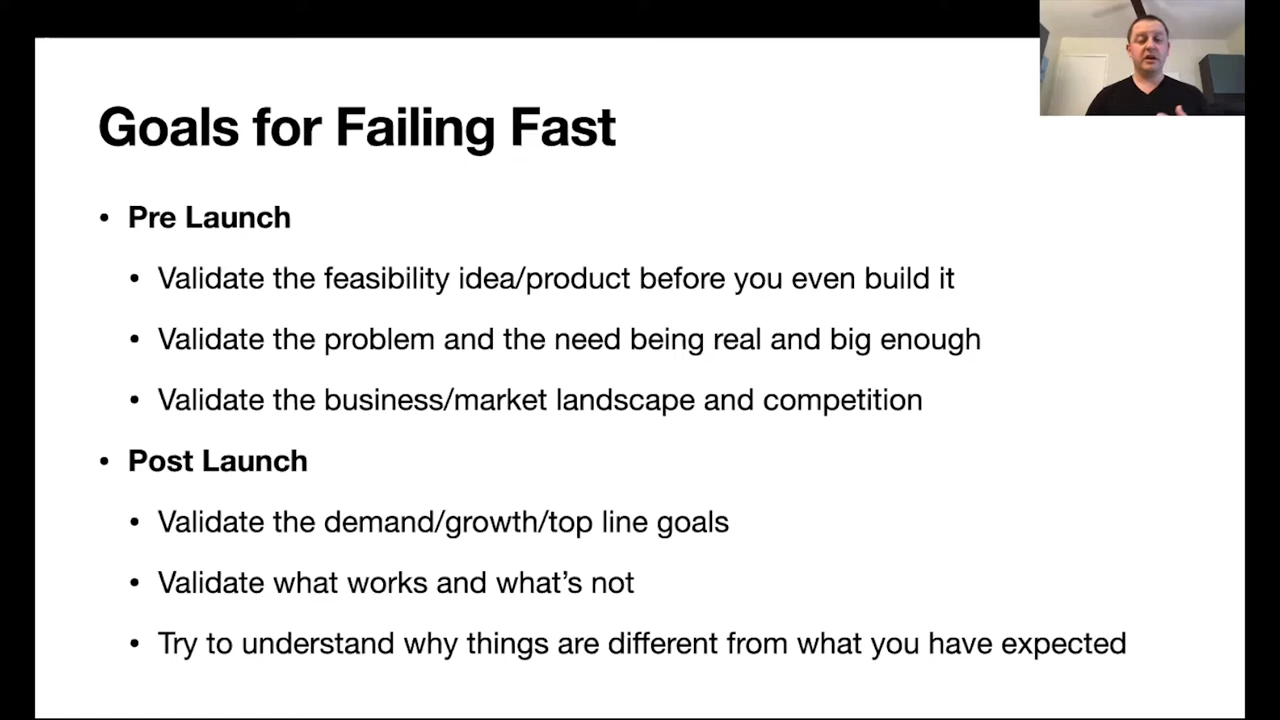 Goals for Failing Fast
• Pre Launch
• Validate the feasibility idea/product before you even build it
• Validate the problem and the need being real and big enough
• Validate the business/market landscape and competition
• Post Launch
• Validate the demand/growth/top line goals
• Validate what works and what’s not
• Try to understand why things are different from what you have expected